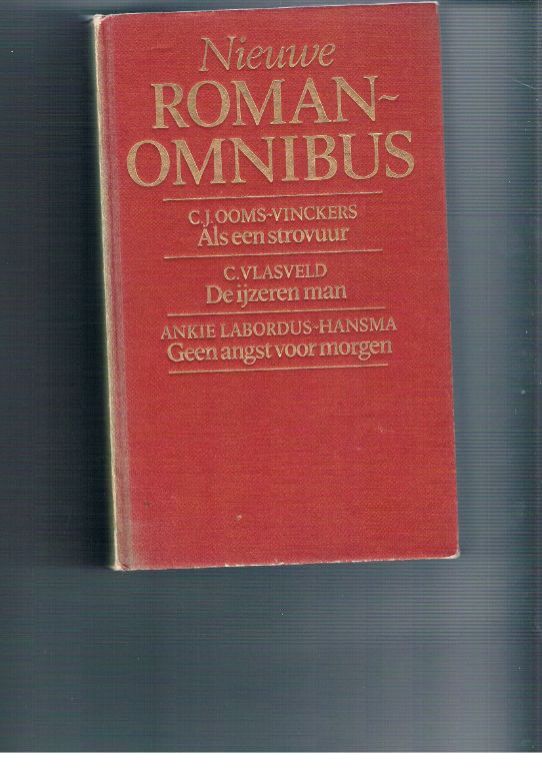 Nieuwe
ROMAN-
OMNIBUS
C.J. OOMS-VINCKERS
Als een strovuur
C. VLASVELD
De ijzeren man
ANKIE LABORDUS-HANSMA
Geen angst voor morgen